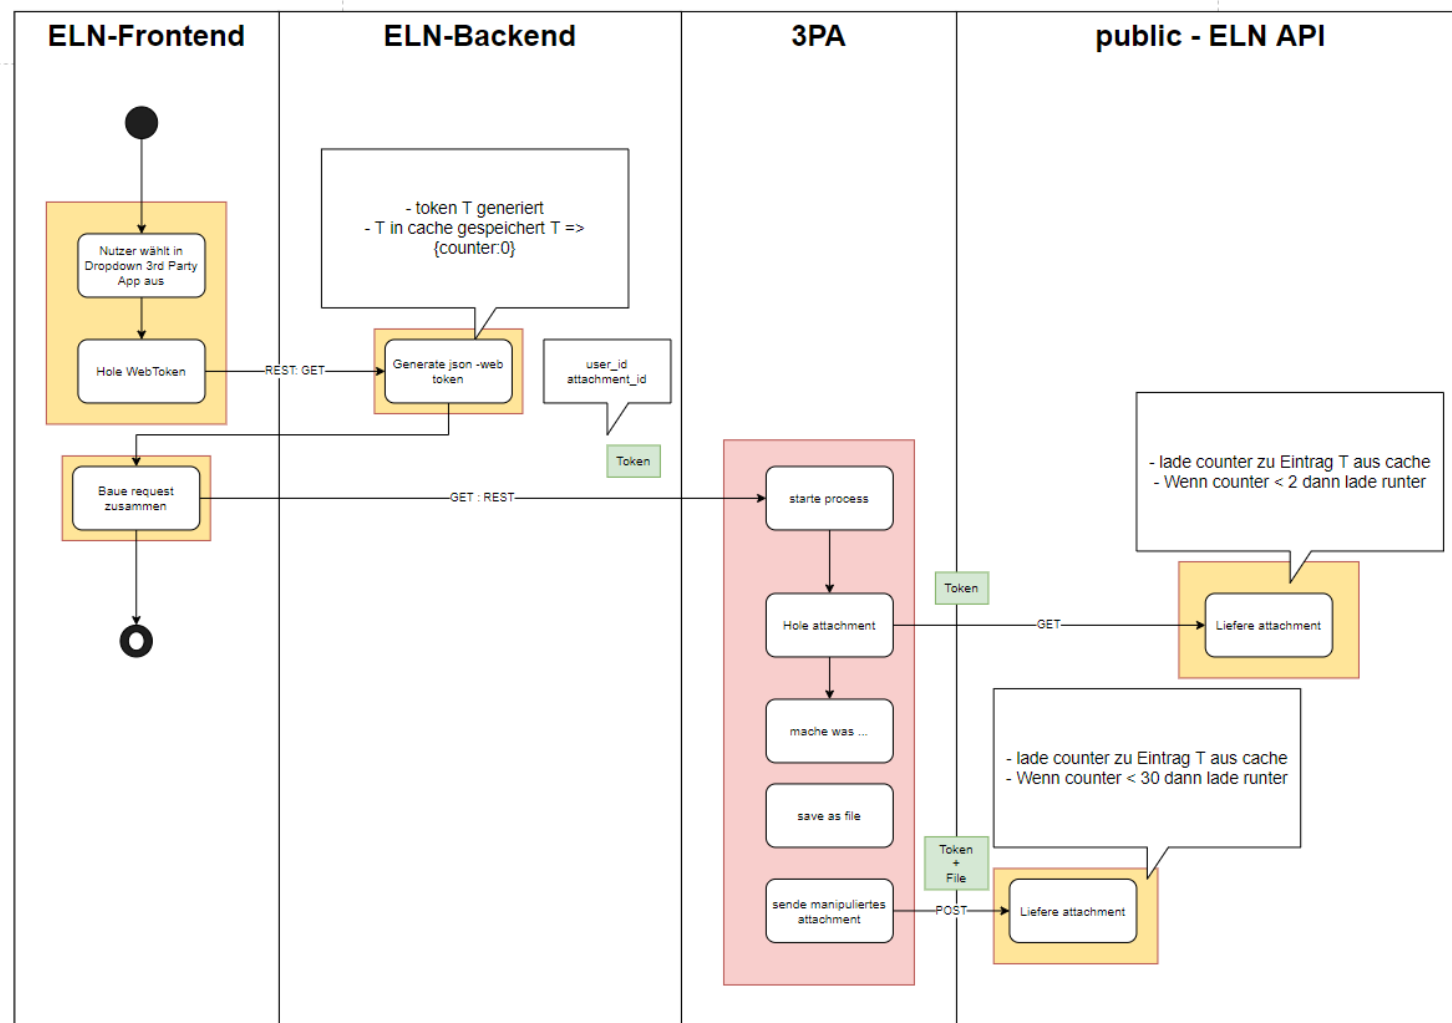 ELN-Frontend
ELN-Backend
3PA
public - ELN API
- token T generiert
- T in cache gespeichert T =>
{counter:0}
Nutzer wählt in
Dropdown 3rd Party
App aus
Hole WebToken
REST: GET
Generate json -web
token
user_id
attachment_id
Token
Baue request
zusammen
GET : REST
starte process
- lade counter zu Eintrag T aus cache
- Wenn counter < 2 dann lade runter
Token
Hole attachment
GET
Liefere attachment
mache was ...
- lade counter zu Eintrag T aus cache
- Wenn counter < 30 dann lade runter
save as file
Token
+
File
sende manipuliertes
attachment
POST
Liefere attachment